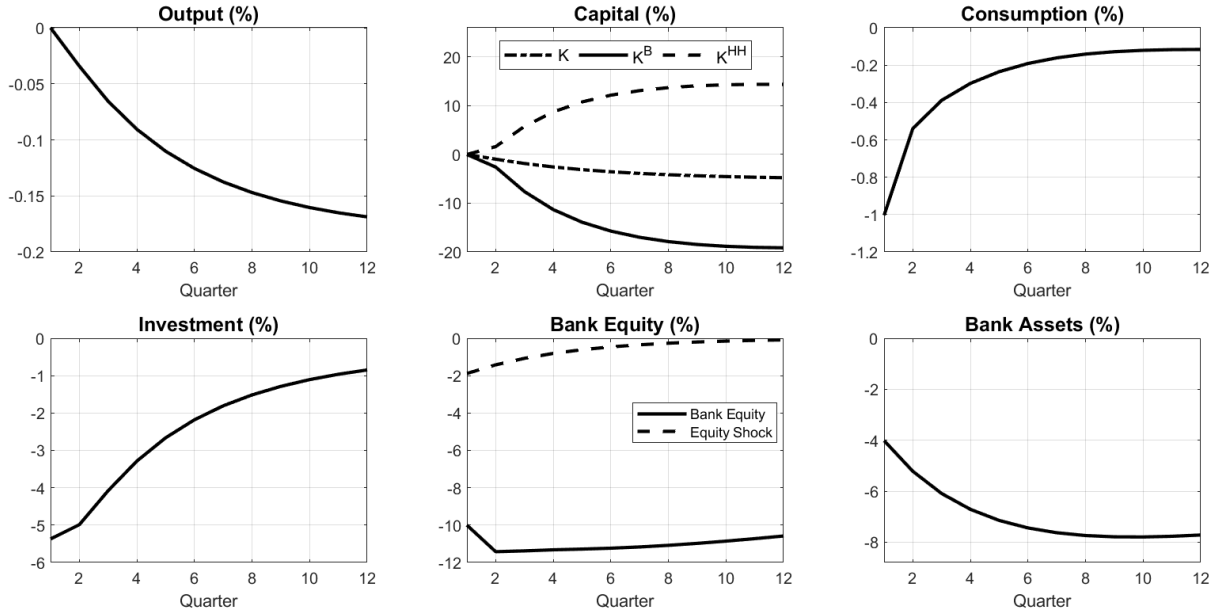 Output (%)
0
-0.05
-0.1
-0.15
-0.2
2 4 6 8 10 12
Quarter
Capital (%)
K K^B K^HH
20
10
0
-10
-20
2 4 6 8 10 12
Quarter
Consumption (%)
0
-0.2
-0.4
-0.6
-0.8
-1
-1.2
2 4 6 8 10 12
Quarter
Investment (%)
0
-1
-2
-3
-4
-5
-6
2 4 6 8 10 12
Quarter
Bank Equity (%)
0
-2
-4
-6
-8
-10
-12
Bank Equity
Equity Shock
2 4 6 8 10 12
Quarter
Bank Assets (%)
0
-2
-4
-6
-8
2 4 6 8 10 12
Quarter